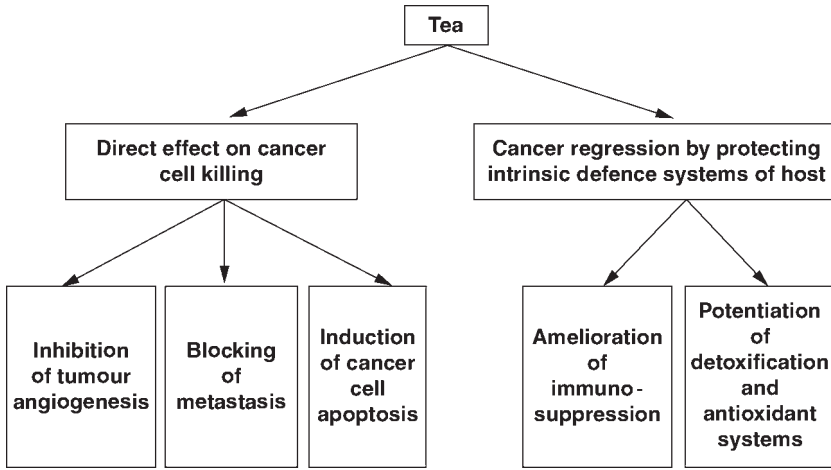 Tea
Direct effect on cancer
cell killing
Cancer regression by protecting
intrinsic defence systems of host
Inhibition
of tumour
angiogenesis
Blocking
of
metastasis
Induction
of cancer
cell
apoptosis
Amelioration
of
immuno-
suppression
Potentiation
of
detoxification
and
antioxidant
systems